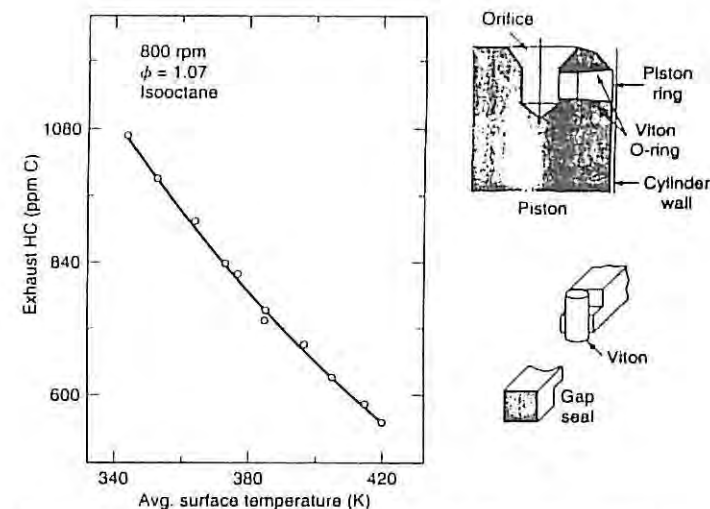 800 rpm
ϕ = 1.07
Isooctane
1080
840
600
Exhaust HC (ppm C)
340
380
420
Avg. surface temperature (K)
Orifice
Piston
ring
Viton
O-ring
Cylinder
wall
Piston
Viton
Gap
seal